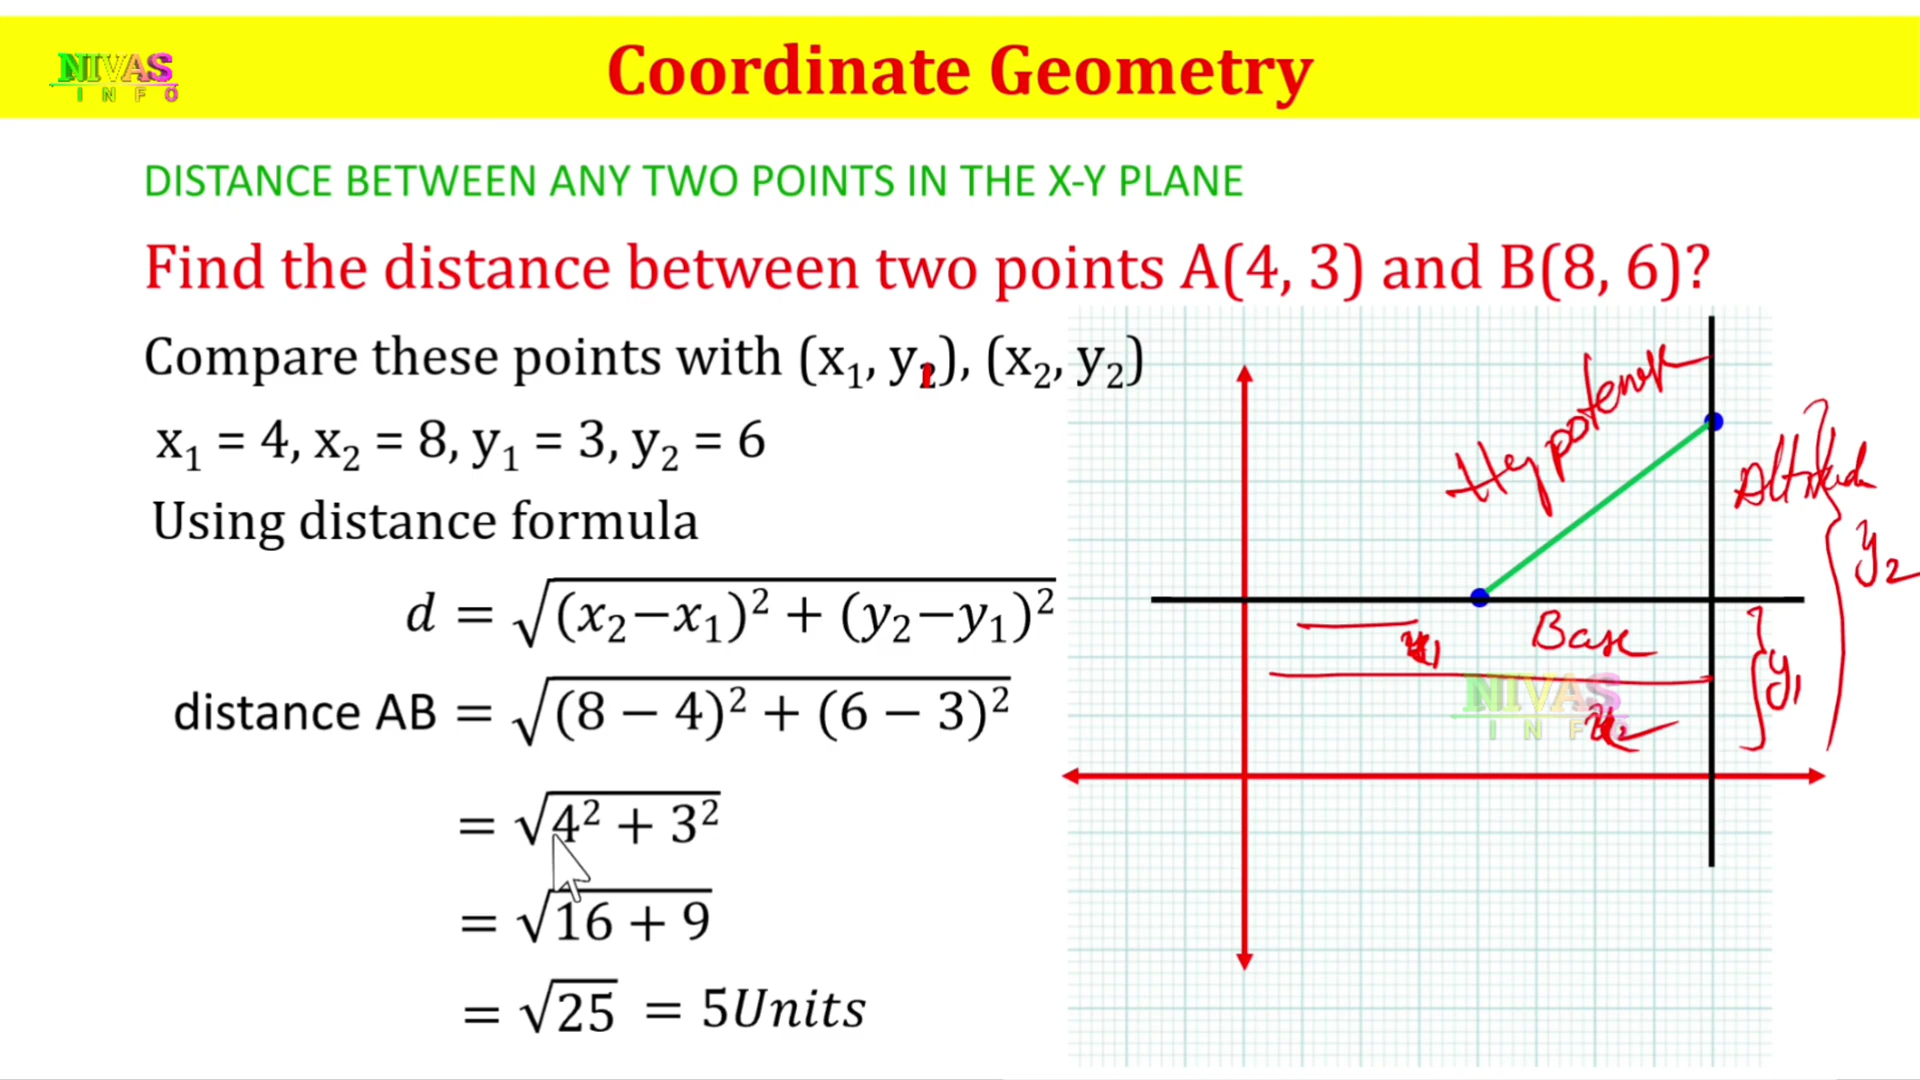 NIVAS
INFO
Coordinate Geometry
DISTANCE BETWEEN ANY TWO POINTS IN THE X-Y PLANE
Find the distance between two points A(4, 3) and B(8, 6)?
Compare these points with (x₁, y₁), (x₂, y₂)
x₁ = 4, x₂ = 8, y₁ = 3, y₂ = 6
Using distance formula
d = √((x₂−x₁)² + (y₂−y₁)²)
distance AB = √((8 − 4)² + (6 − 3)²)
= √(4² + 3²)
= √(16 + 9)
= √25 = 5Units
y₂
Base
x₁
y₁
NIVAS
INFO
x₂